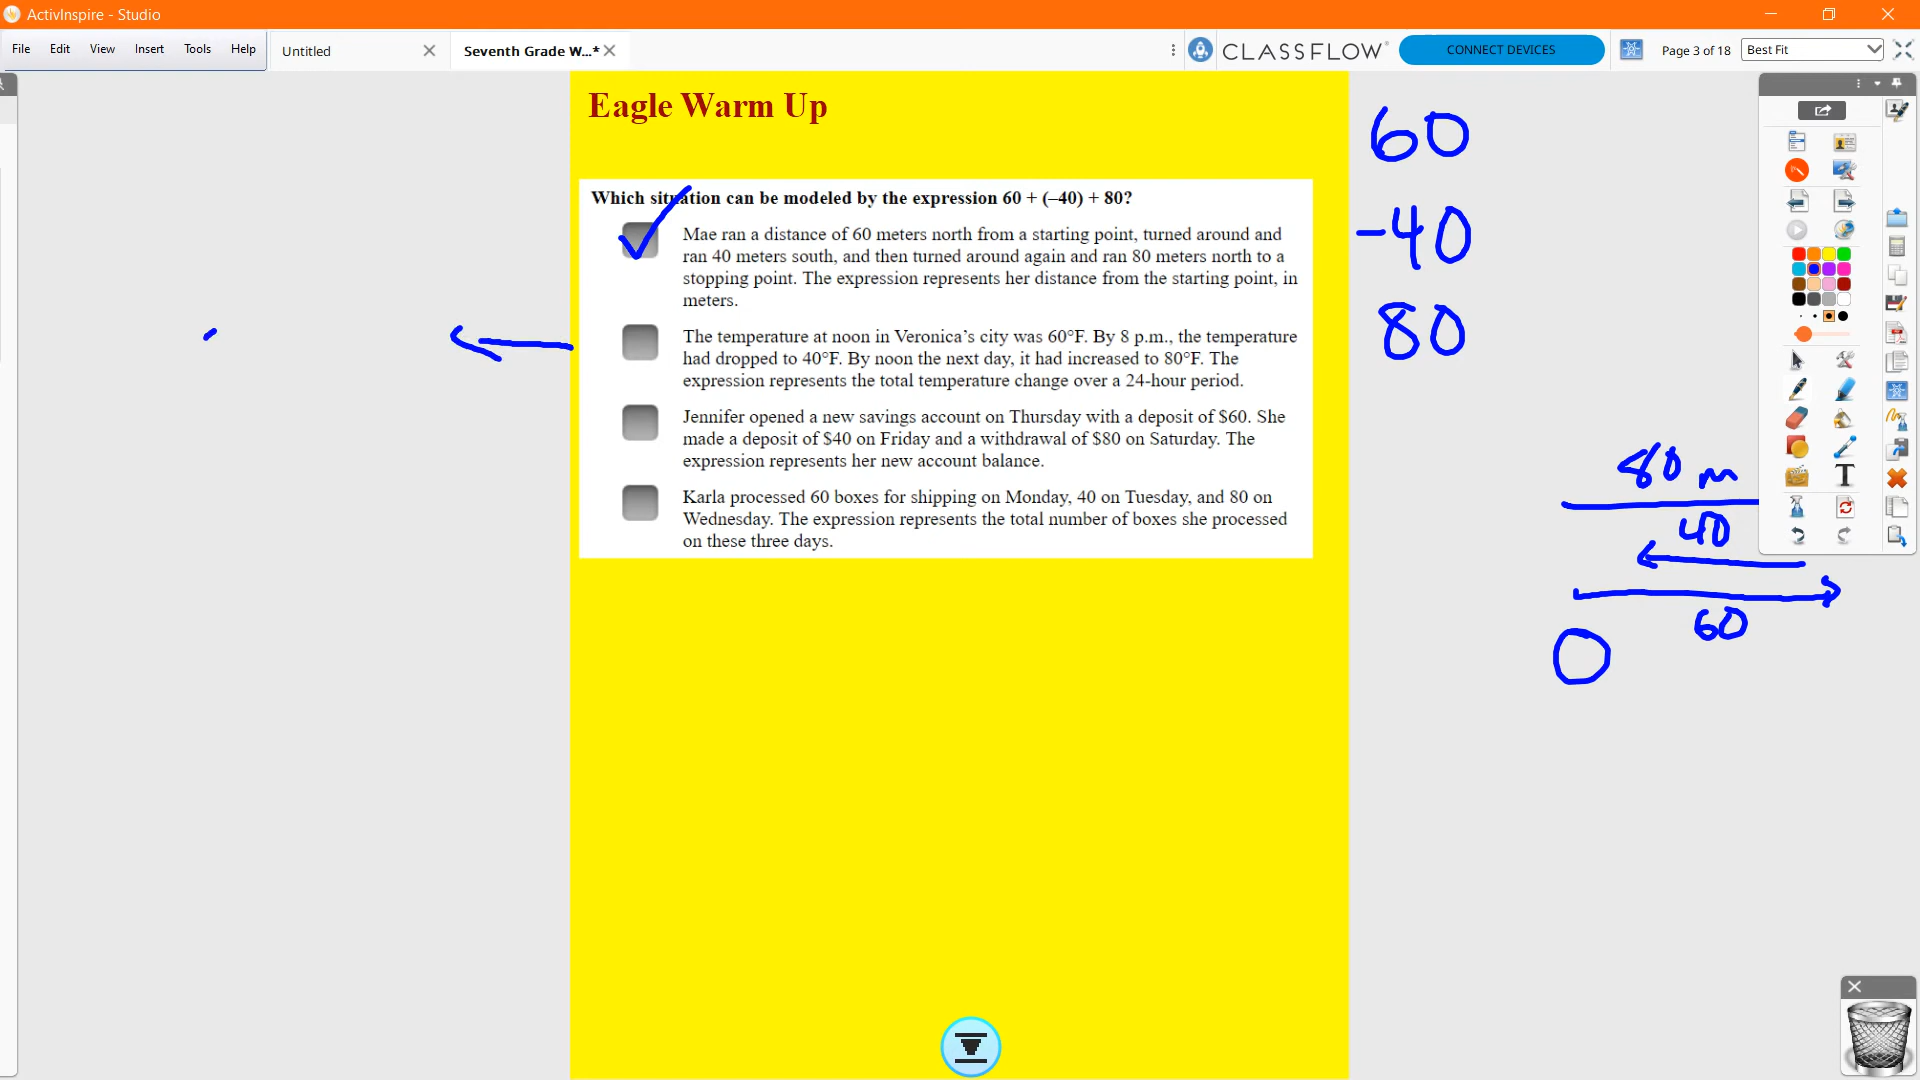 ActivInspire - Studio
File Edit View Insert Tools Help
Untitled
Seventh Grade W...*
CLASSFLOW
CONNECT DEVICES
Page 3 of 18
Best Fit
Eagle Warm Up
Which situation can be modeled by the expression 60 + (–40) + 80?
Mae ran a distance of 60 meters north from a starting point, turned around and
ran 40 meters south, and then turned around again and ran 80 meters north to a
stopping point. The expression represents her distance from the starting point, in
meters.
The temperature at noon in Veronica’s city was 60°F. By 8 p.m., the temperature
had dropped to 40°F. By noon the next day, it had increased to 80°F. The
expression represents the total temperature change over a 24-hour period.
Jennifer opened a new savings account on Thursday with a deposit of $60. She
made a deposit of $40 on Friday and a withdrawal of $80 on Saturday. The
expression represents her new account balance.
Karla processed 60 boxes for shipping on Monday, 40 on Tuesday, and 80 on
Wednesday. The expression represents the total number of boxes she processed
on these three days.
60
-40
80
80 m
40
60
0
T